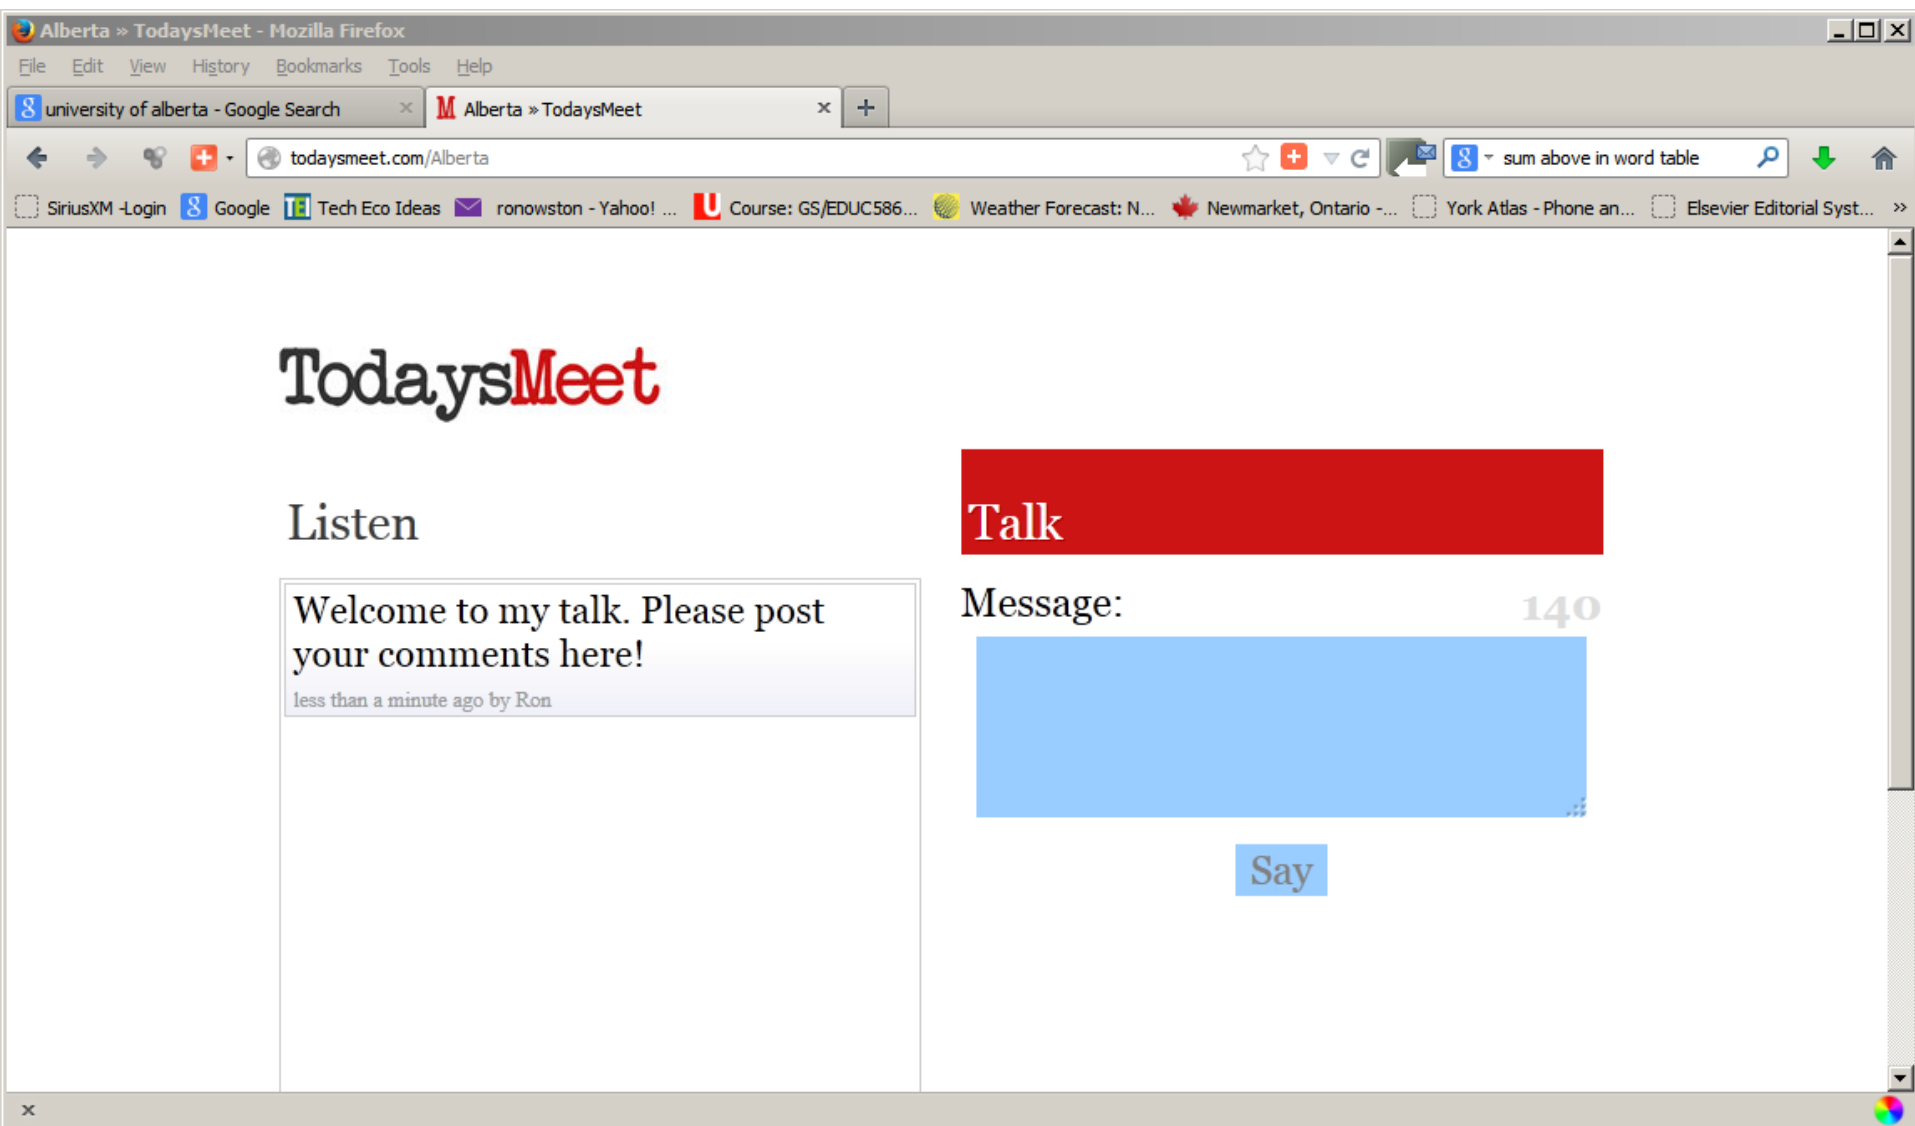 Alberta » TodaysMeet - Mozilla Firefox
File Edit View History Bookmarks Tools Help
university of alberta - Google Search Alberta » TodaysMeet
todaysmeet.com/Alberta sum above in word table
SiriusXM -Login Google Tech Eco Ideas ronowston - Yahoo! ... Course: GS/EDUC586... Weather Forecast: N... Newmarket, Ontario -... York Atlas - Phone an... Elsevier Editorial Syst... »
TodaysMeet
Listen
Talk
Welcome to my talk. Please post
your comments here!
less than a minute ago by Ron
Message: 140
Say